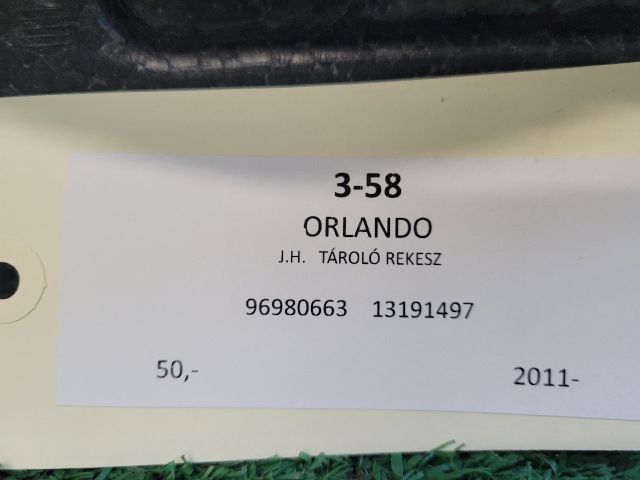 3-58
ORLANDO
J.H. TÁROLÓ REKESZ
96980663 13191497
50,- 2011-